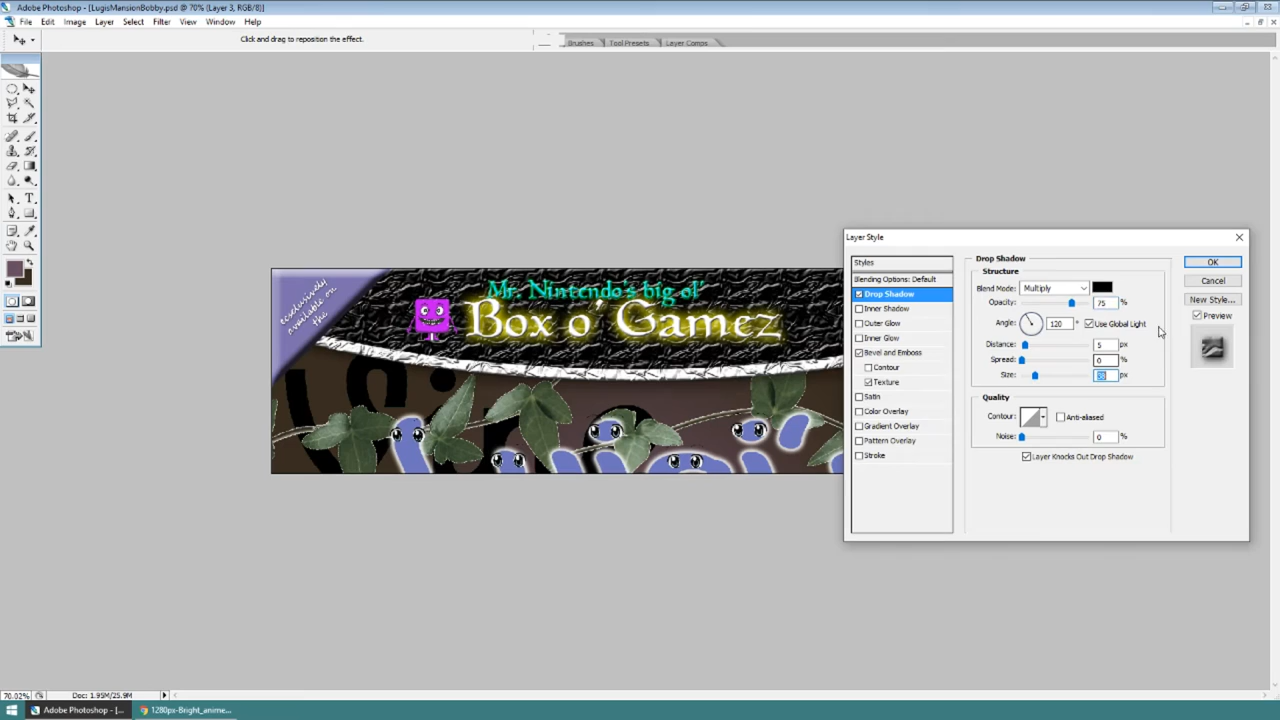 Adobe Photoshop - [LugisMansionBobby.psd @ 70% (Layer 3, RGB/8)]
File Edit Image Layer Select Filter View Window Help
Click and drag to reposition the effect.
Brushes Tool Presets Layer Comps
exclusively
available on
the
Mr. Nintendo's big ol'
Box o' Gamez
Layer Style
Styles
Blending Options: Default
Drop Shadow
Inner Shadow
Outer Glow
Inner Glow
Bevel and Emboss
Contour
Texture
Satin
Color Overlay
Gradient Overlay
Pattern Overlay
Stroke
Drop Shadow
Structure
Blend Mode: Multiply
Opacity: 75 %
Angle: 120 ° Use Global Light
Distance: 5 px
Spread: 0 %
Size: px
Quality
Contour: Anti-aliased
Noise: 0 %
Layer Knocks Out Drop Shadow
OK
Cancel
New Style...
Preview
70.02% Doc: 1.95M/25.9M
Adobe Photoshop - [... 1280px-Bright_anime...